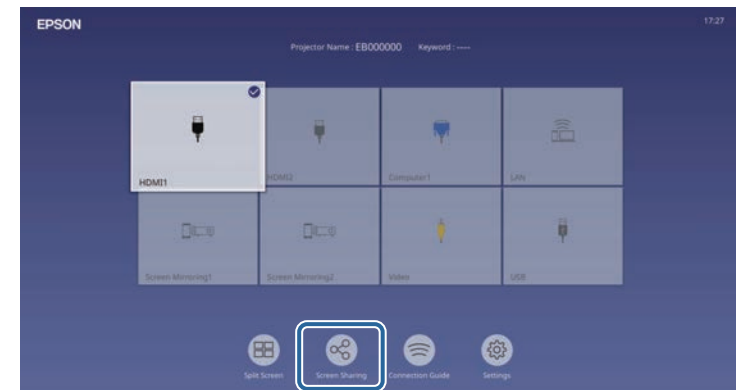 EPSON
17:27
Projector Name : EB000000 Keyword : ----
HDMI1
HDMI2
Computer1
LAN
Screen Mirroring1
Screen Mirroring2
Video
USB
Split Screen
Screen Sharing
Connection Guide
Settings